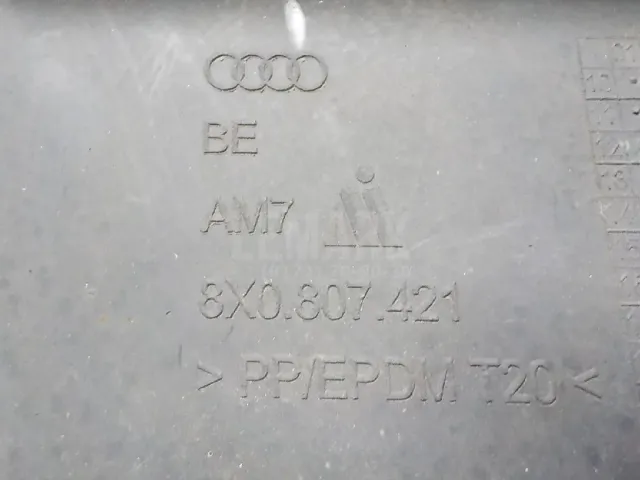 BE
AM7
8X0.807.421
> PP/EPDM T20 <